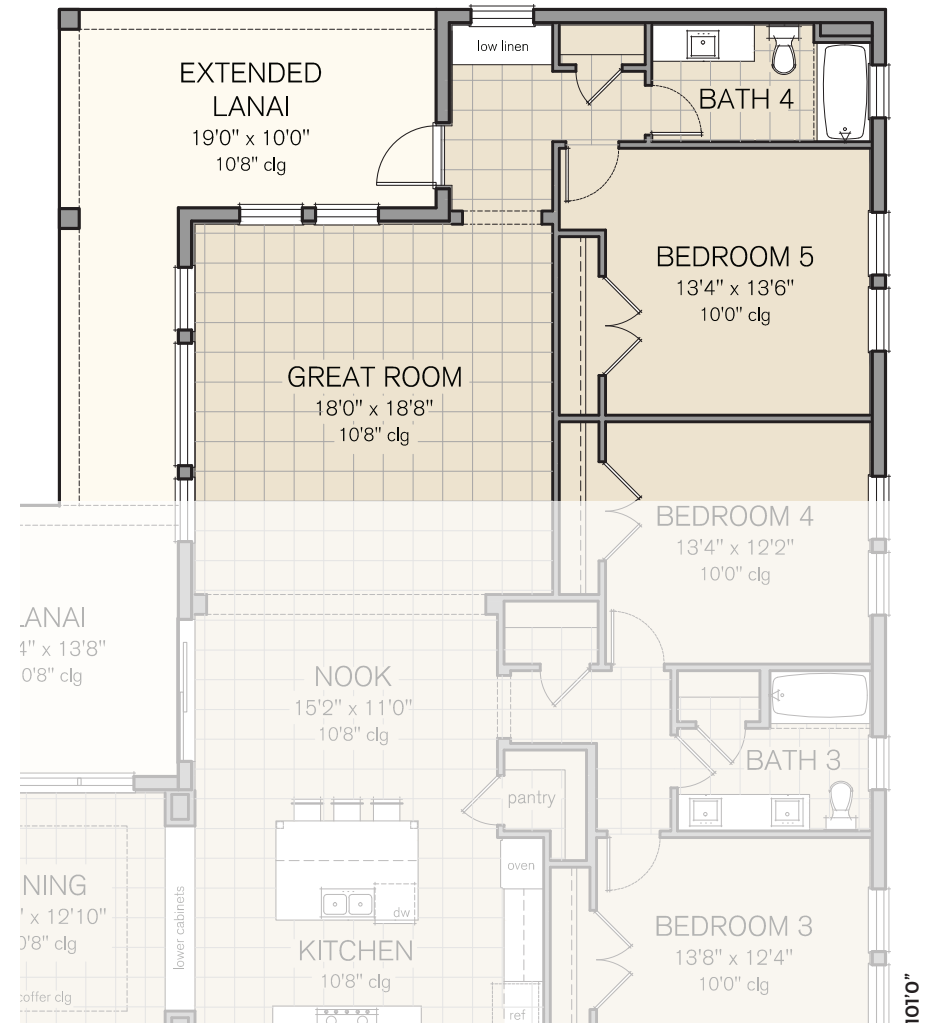 low linen
EXTENDED
LANAI
19'0" x 10'0"
10'8" clg
BATH 4
BEDROOM 5
13'4" x 13'6"
10'0" clg
GREAT ROOM
18'0" x 18'8"
10'8" clg
BEDROOM 4
13'4" x 12'2"
10'0" clg
LANAI
4" x 13'8"
0'8" clg
NOOK
15'2" x 11'0"
10'8" clg
BATH 3
pantry
oven
NING
" x 12'10"
0'8" clg
coffer clg
lower cabinets
dw
KITCHEN
10'8" clg
ref
BEDROOM 3
13'8" x 12'4"
10'0" clg
101'0"